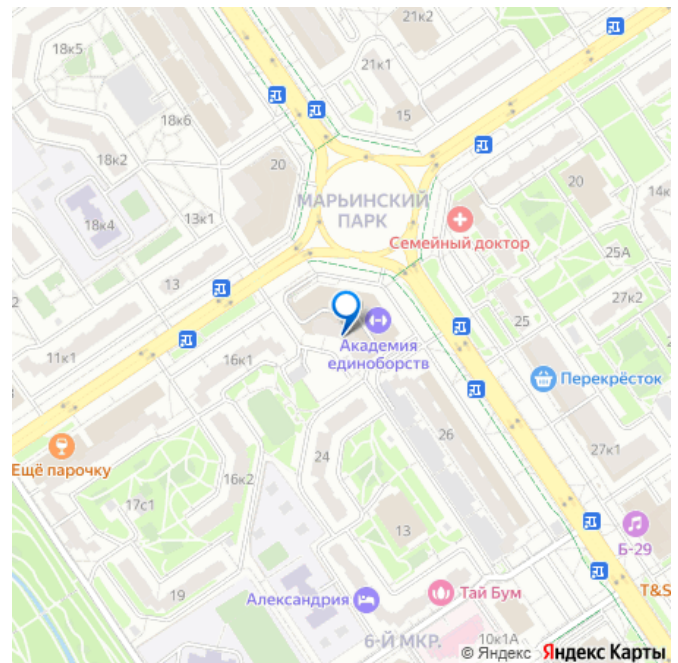 21к2
18к5
21к1
15
18к6
18к2
20
20
14к
МАРЬИНСКИЙ
ПАРК
18к4
13к1
Семейный доктор
25А
13
27к2
25
Академия
единоборств
11к1
16к1
Перекрёсток
26
27к1
Ещё парочку
24
16к2
17с1
13
Б-29
19
Александрия
Тай Бум
T&S
6-Й МКР.
10к1А
© Яндекс Яндекс Карты